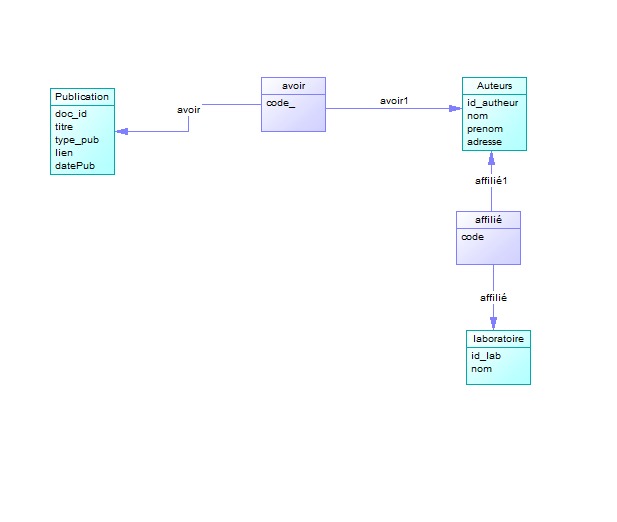 Publication
doc_id
titre
type_pub
lien
datePub
avoir
avoir
code_
avoir1
Auteurs
id_autheur
nom
prenom
adresse
affilié1
affilié
code
affilié
laboratoire
id_lab
nom